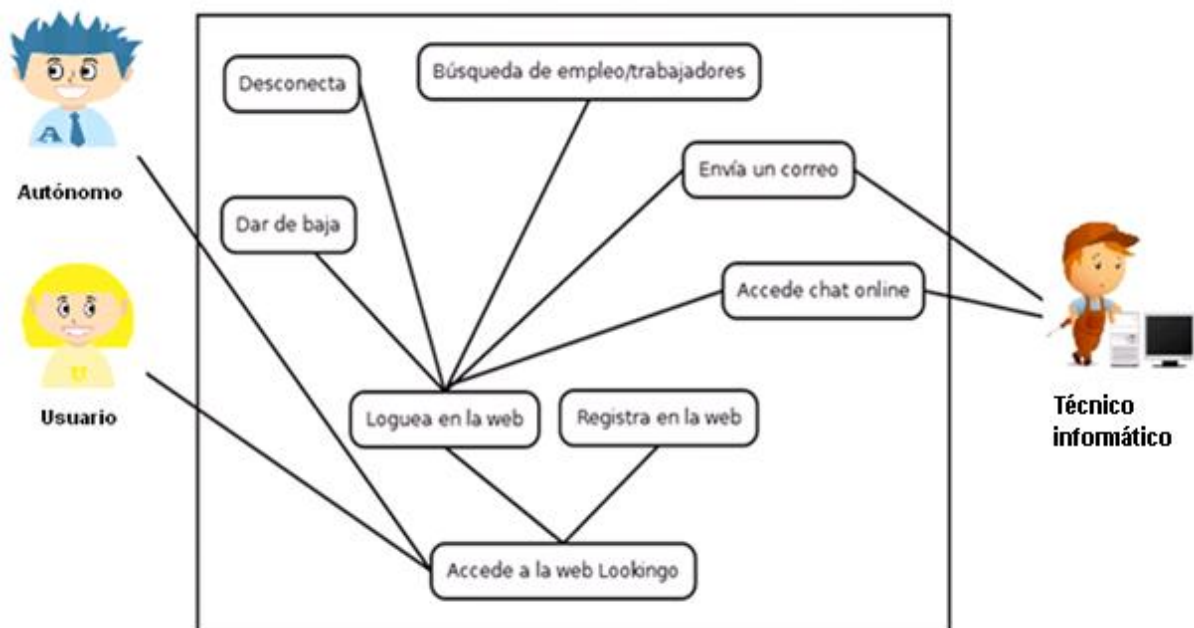 A
Autónomo
U
Usuario
Desconecta
Búsqueda de empleo/trabajadores
Envía un correo
Dar de baja
Accede chat online
Loguea en la web
Registra en la web
Accede a la web Lookingo
Técnico
informático